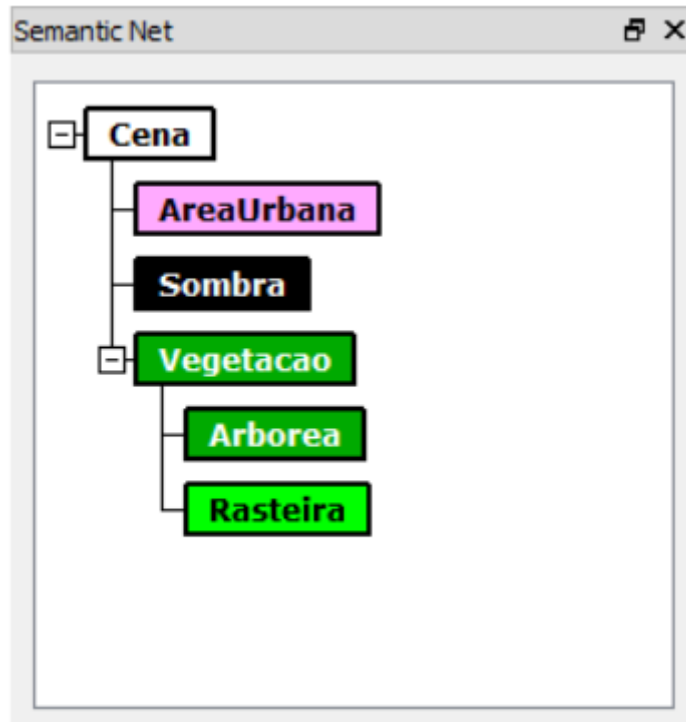 Semantic Net
Cena
AreaUrbana
Sombra
Vegetacao
Arborea
Rasteira